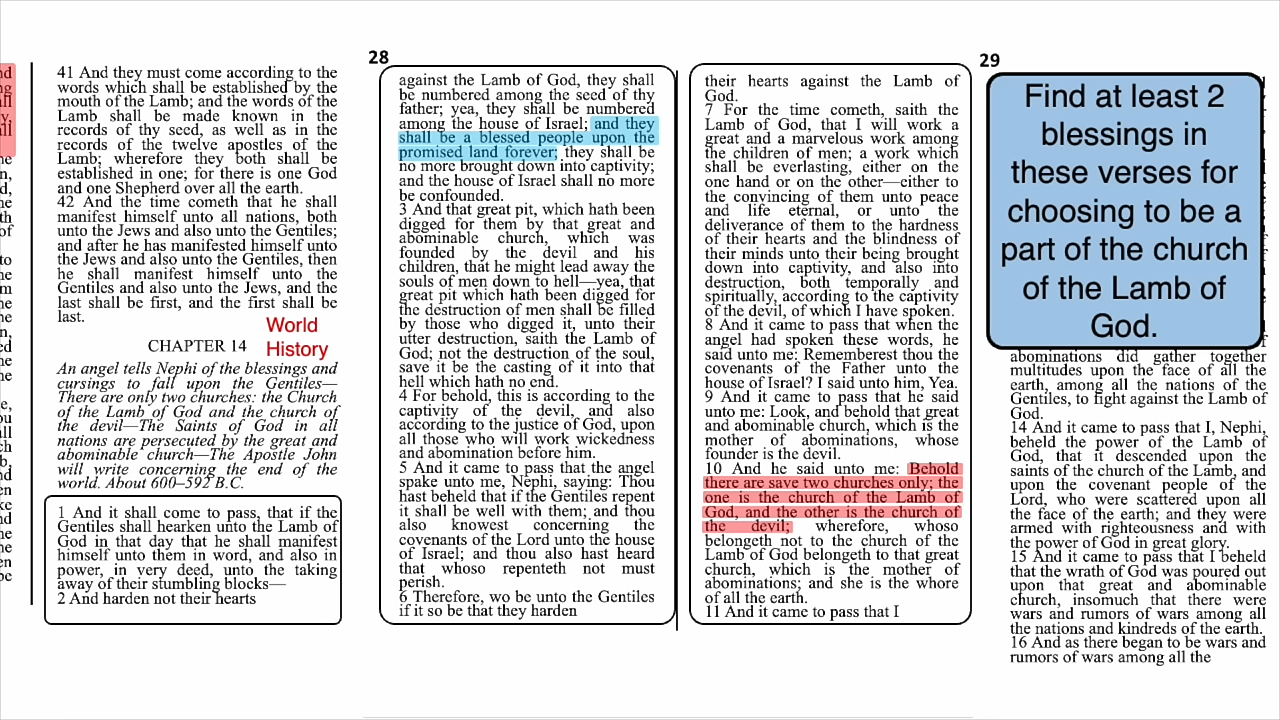 nd
ng
all
y,
ill
he
n,
d,
he
th
of
to
he
m
he
n,
ed
he
he
e,
ou
all
ch
b,
nd
en
ke
nd
he
en
pe
41 And they must come according to the
words which shall be established by the
mouth of the Lamb; and the words of the
Lamb shall be made known in the
records of thy seed, as well as in the
records of the twelve apostles of the
Lamb; wherefore they both shall be
established in one; for there is one God
and one Shepherd over all the earth.
42 And the time cometh that he shall
manifest himself unto all nations, both
unto the Jews and also unto the Gentiles;
and after he has manifested himself unto
the Jews and also unto the Gentiles, then
he shall manifest himself unto the
Gentiles and also unto the Jews, and the
last shall be first, and the first shall be
last.
World
History
CHAPTER 14
An angel tells Nephi of the blessings and
cursings to fall upon the Gentiles—
There are only two churches: the Church
of the Lamb of God and the church of
the devil—The Saints of God in all
nations are persecuted by the great and
abominable church—The Apostle John
will write concerning the end of the
world. About 600–592 B.C.
1 And it shall come to pass, that if the
Gentiles shall hearken unto the Lamb of
God in that day that he shall manifest
himself unto them in word, and also in
power, in very deed, unto the taking
away of their stumbling blocks—
2 And harden not their hearts
28
against the Lamb of God, they shall
be numbered among the seed of thy
father; yea, they shall be numbered
among the house of Israel; and they
shall be a blessed people upon the
promised land forever; they shall be
no more brought down into captivity;
and the house of Israel shall no more
be confounded.
3 And that great pit, which hath been
digged for them by that great and
abominable church, which was
founded by the devil and his
children, that he might lead away the
souls of men down to hell—yea, that
great pit which hath been digged for
the destruction of men shall be filled
by those who digged it, unto their
utter destruction, saith the Lamb of
God; not the destruction of the soul,
save it be the casting of it into that
hell which hath no end.
4 For behold, this is according to the
captivity of the devil, and also
according to the justice of God, upon
all those who will work wickedness
and abomination before him.
5 And it came to pass that the angel
spake unto me, Nephi, saying: Thou
hast beheld that if the Gentiles repent
it shall be well with them; and thou
also knowest concerning the
covenants of the Lord unto the house
of Israel; and thou also hast heard
that whoso repenteth not must
perish.
6 Therefore, wo be unto the Gentiles
if it so be that they harden
their hearts against the Lamb of
God.
7 For the time cometh, saith the
Lamb of God, that I will work a
great and a marvelous work among
the children of men; a work which
shall be everlasting, either on the
one hand or on the other—either to
the convincing of them unto peace
and life eternal, or unto the
deliverance of them to the hardness
of their hearts and the blindness of
their minds unto their being brought
down into captivity, and also into
destruction, both temporally and
spiritually, according to the captivity
of the devil, of which I have spoken.
8 And it came to pass that when the
angel had spoken these words, he
said unto me: Rememberest thou the
covenants of the Father unto the
house of Israel? I said unto him, Yea.
9 And it came to pass that he said
unto me: Look, and behold that great
and abominable church, which is the
mother of abominations, whose
founder is the devil.
10 And he said unto me: Behold
there are save two churches only; the
one is the church of the Lamb of
God, and the other is the church of
the devil; wherefore, whoso
belongeth not to the church of the
Lamb of God belongeth to that great
church, which is the mother of
abominations; and she is the whore
of all the earth.
11 And it came to pass that I
29
Find at least 2
blessings in
these verses for
choosing to be a
part of the church
of the Lamb of
God.
abominations did gather together
multitudes upon the face of all the
earth, among all the nations of the
Gentiles, to fight against the Lamb of
God.
14 And it came to pass that I, Nephi,
beheld the power of the Lamb of
God, that it descended upon the
saints of the church of the Lamb, and
upon the covenant people of the
Lord, who were scattered upon all
the face of the earth; and they were
armed with righteousness and with
the power of God in great glory.
15 And it came to pass that I beheld
that the wrath of God was poured out
upon that great and abominable
church, insomuch that there were
wars and rumors of wars among all
the nations and kindreds of the earth.
16 And as there began to be wars and
rumors of wars among all the